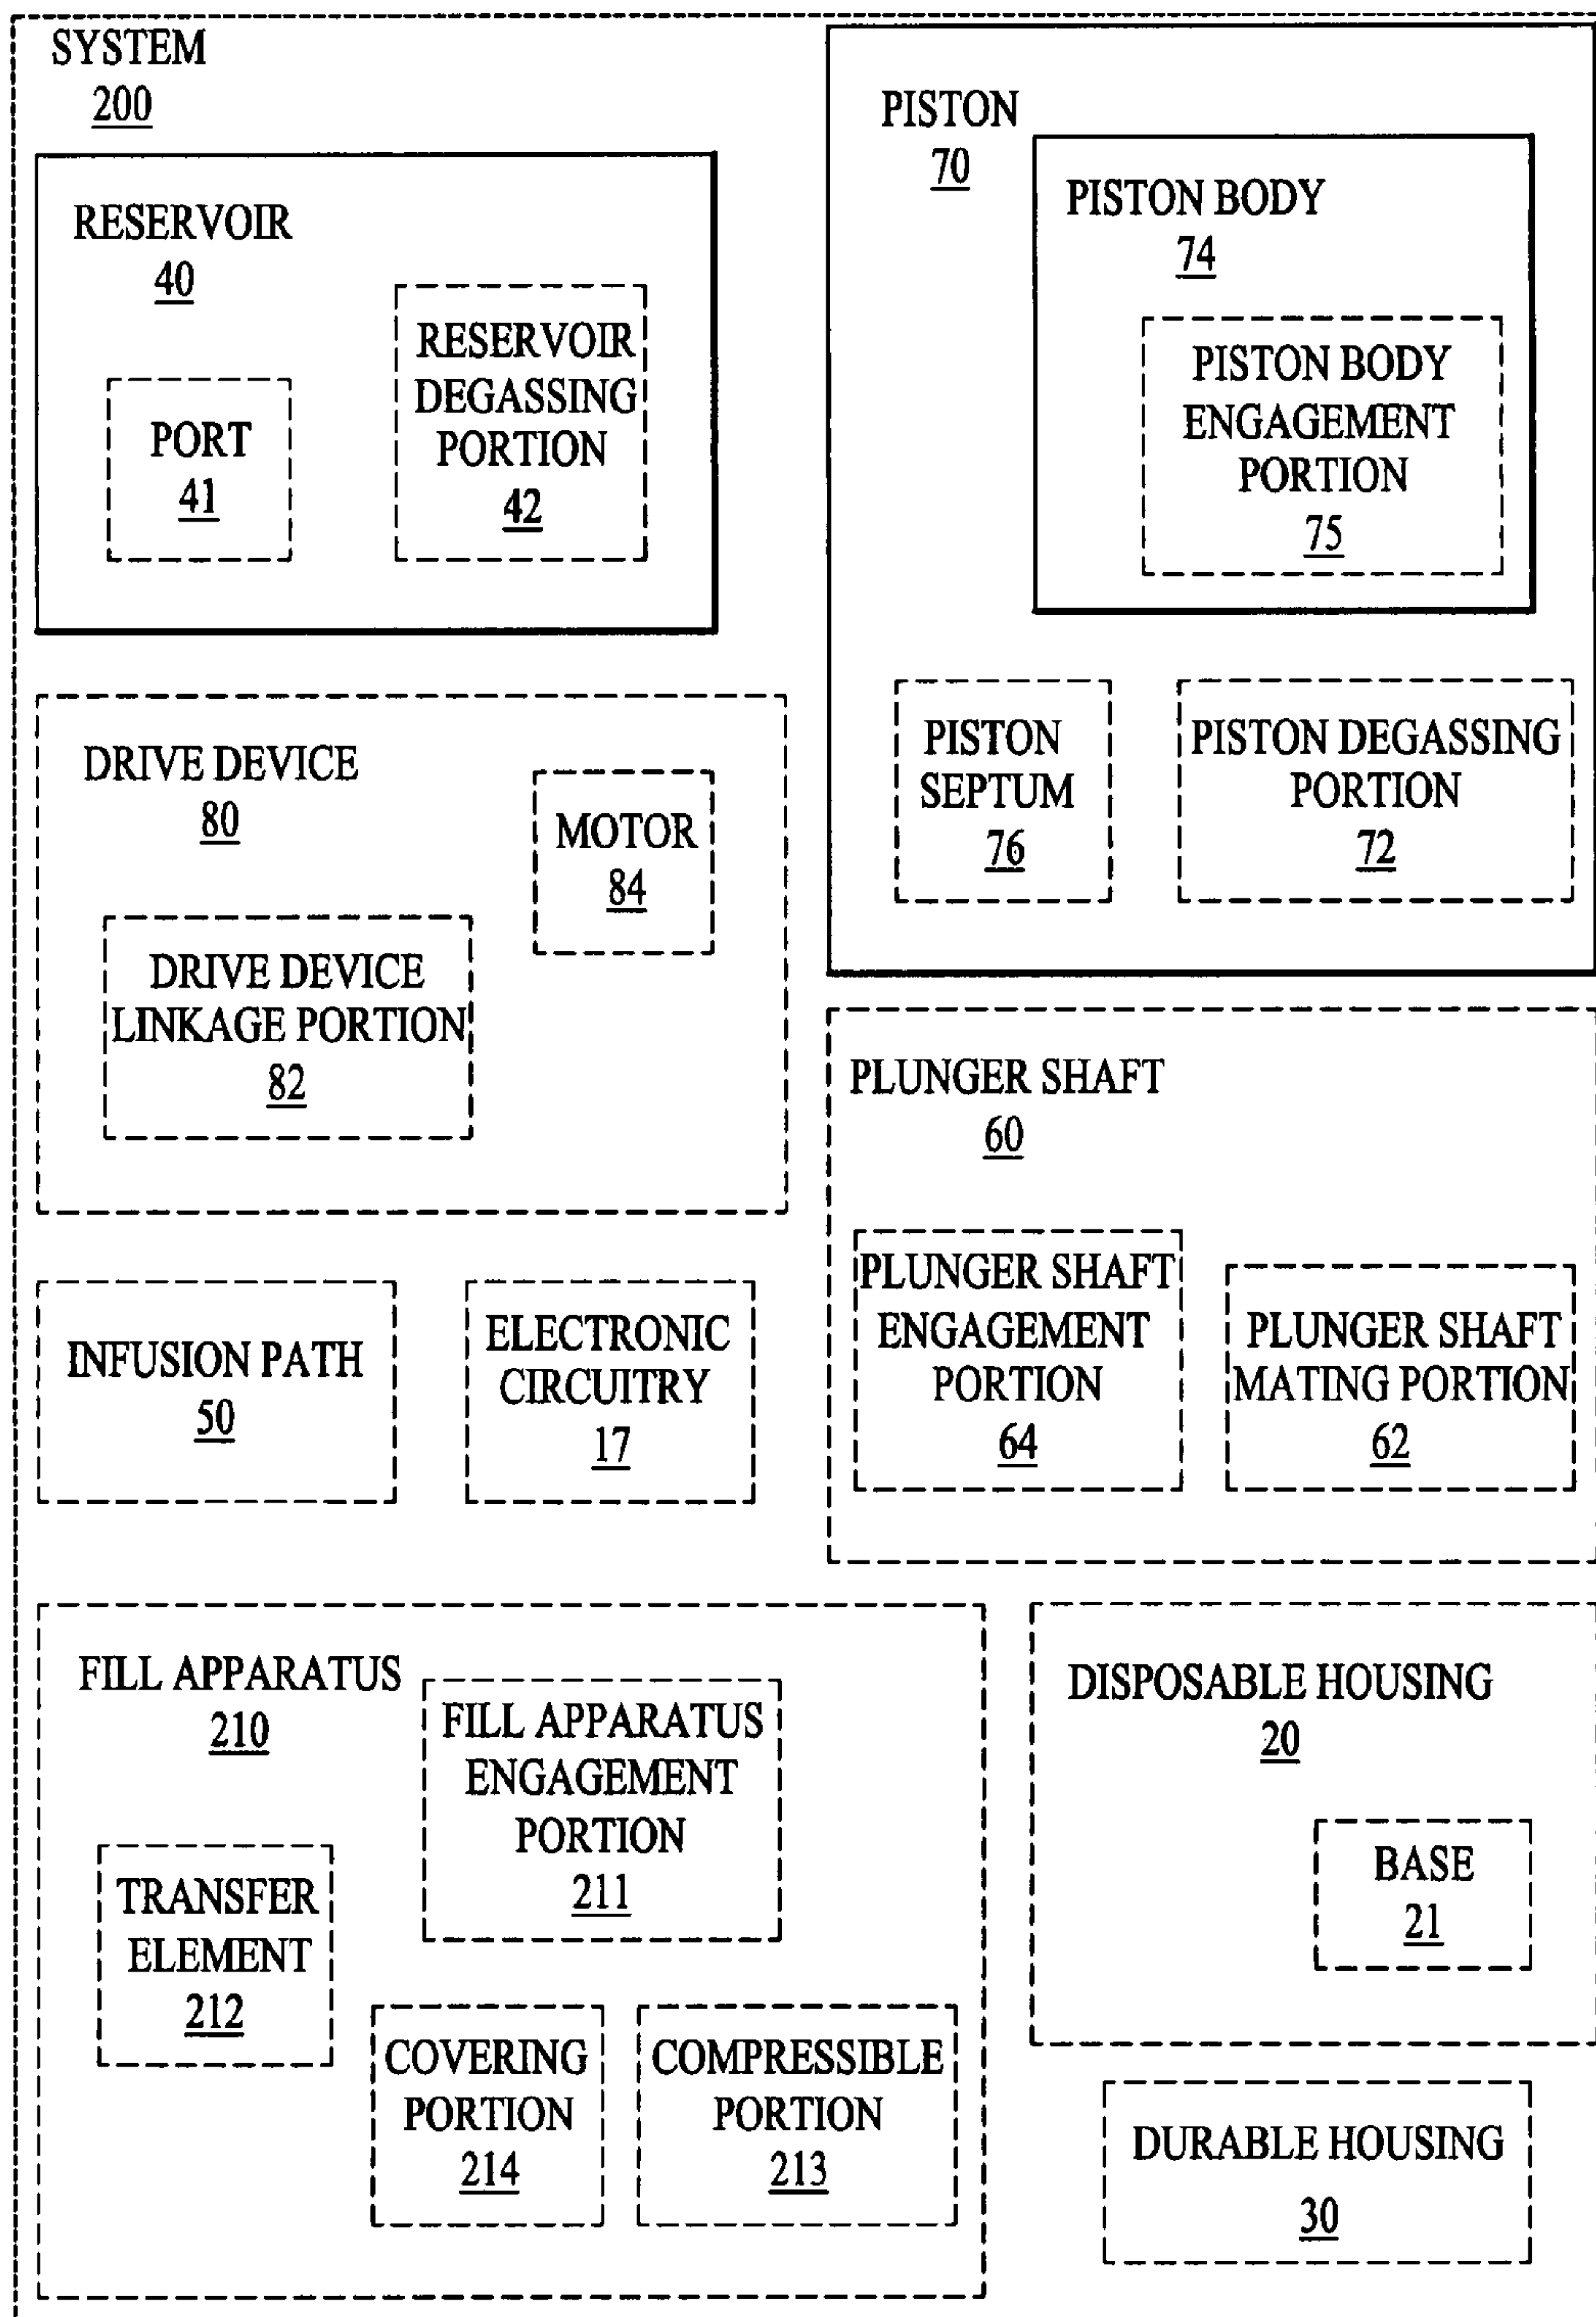 SYSTEM
200
RESERVOIR
40
PORT
41
RESERVOIR
DEGASSING
PORTION
42
PISTON
70
PISTON BODY
74
PISTON BODY
ENGAGEMENT
PORTION
75
PISTON
SEPTUM
76
PISTON DEGASSING
PORTION
72
DRIVE DEVICE
80
MOTOR
84
DRIVE DEVICE
LINKAGE PORTION
82
PLUNGER SHAFT
60
PLUNGER SHAFT
ENGAGEMENT
PORTION
64
PLUNGER SHAFT
MATING PORTION
62
INFUSION PATH
50
ELECTRONIC
CIRCUITRY
17
FILL APPARATUS
210
FILL APPARATUS
ENGAGEMENT
PORTION
211
TRANSFER
ELEMENT
212
COVERING
PORTION
214
COMPRESSIBLE
PORTION
213
DISPOSABLE HOUSING
20
BASE
21
DURABLE HOUSING
30